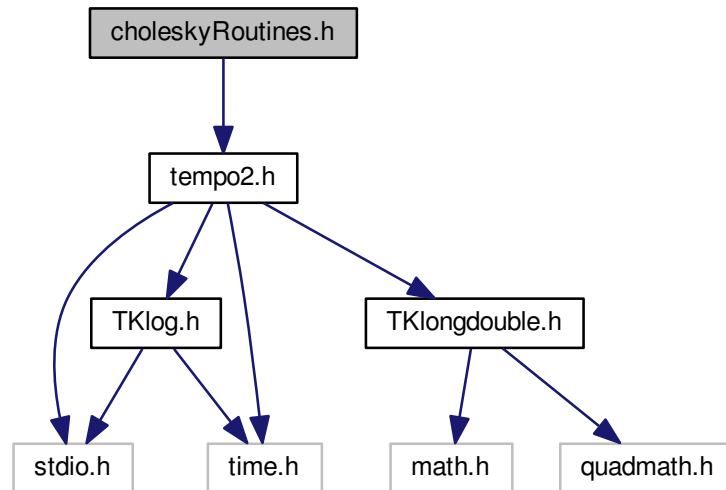 choleskyRoutines.h
tempo2.h
TKlog.h
TKlongdouble.h
stdio.h
time.h
math.h
quadmath.h